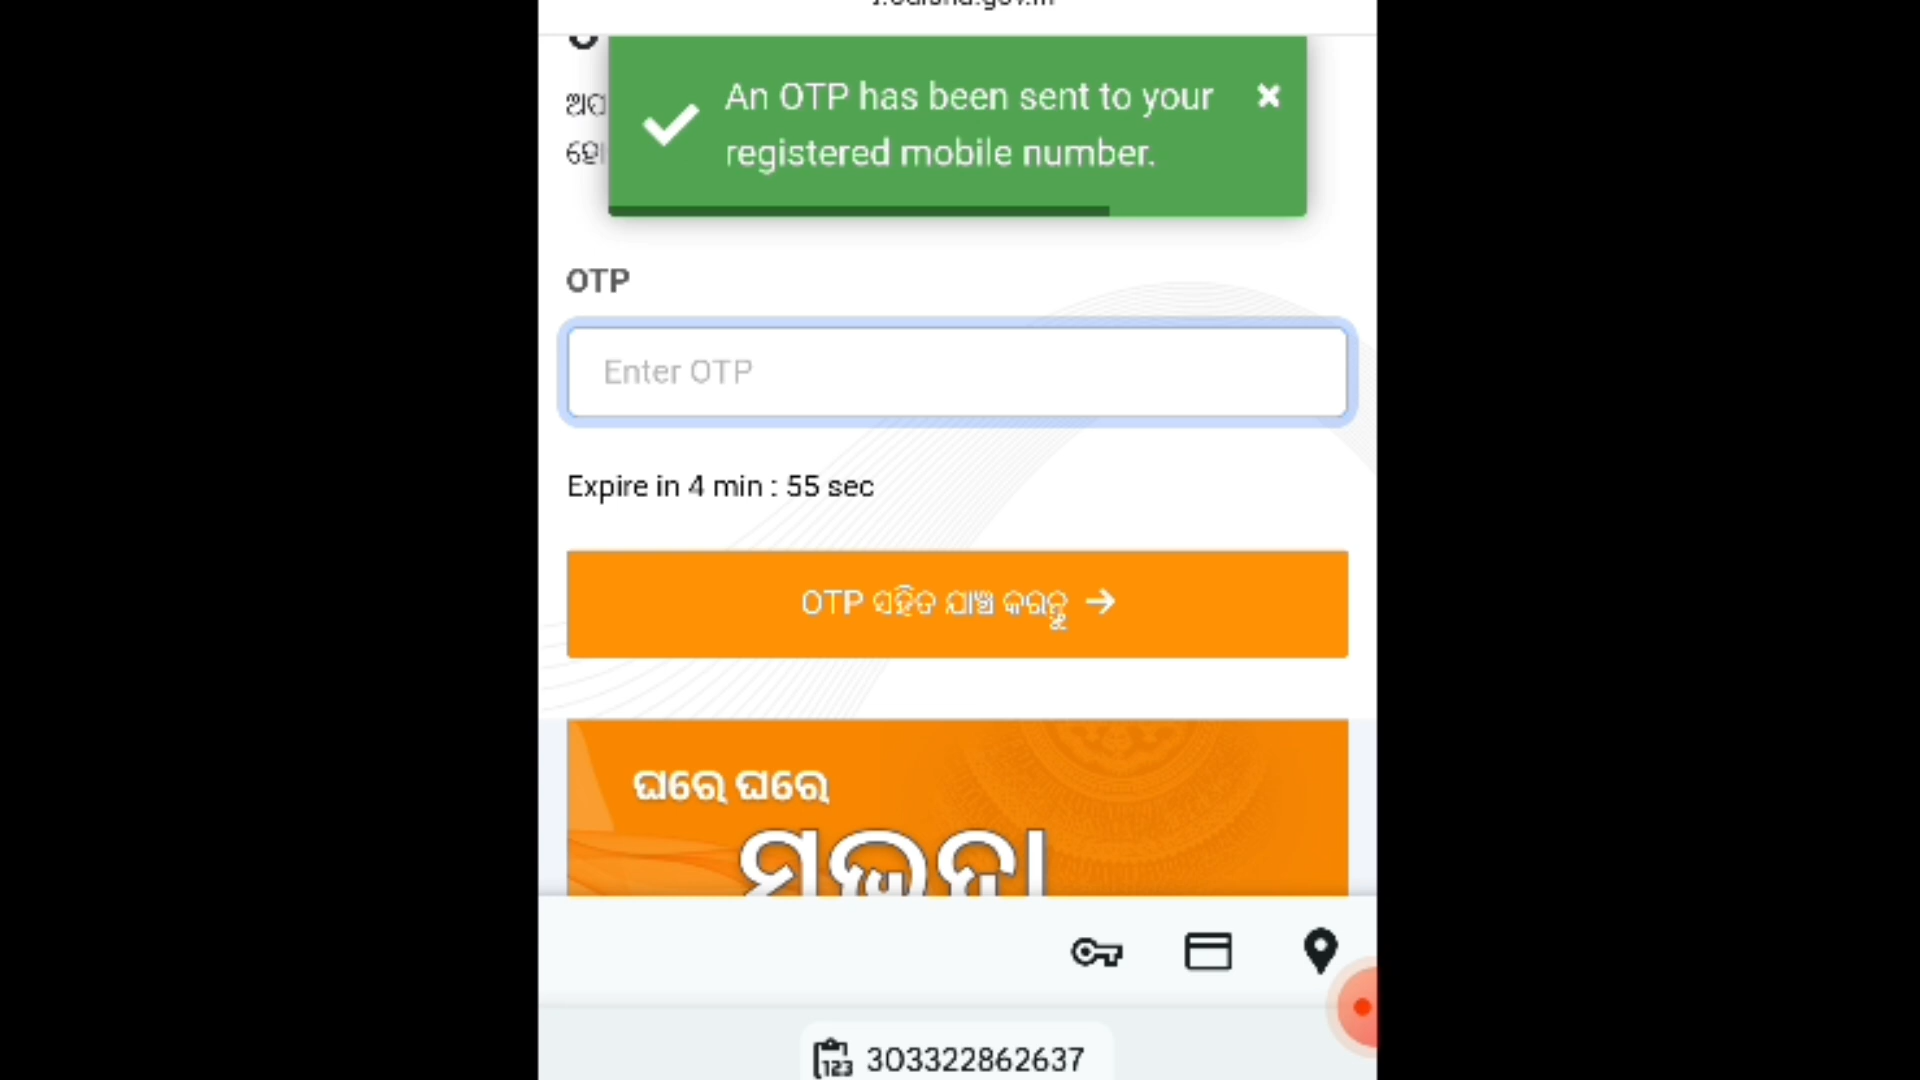 An OTP has been sent to your
registered mobile number.
OTP
Enter OTP
Expire in 4 min : 55 sec
OTP ସହିତ ଯାଞ୍ଚ କରନ୍ତୁ
ଘରେ ଘରେ
303322862637